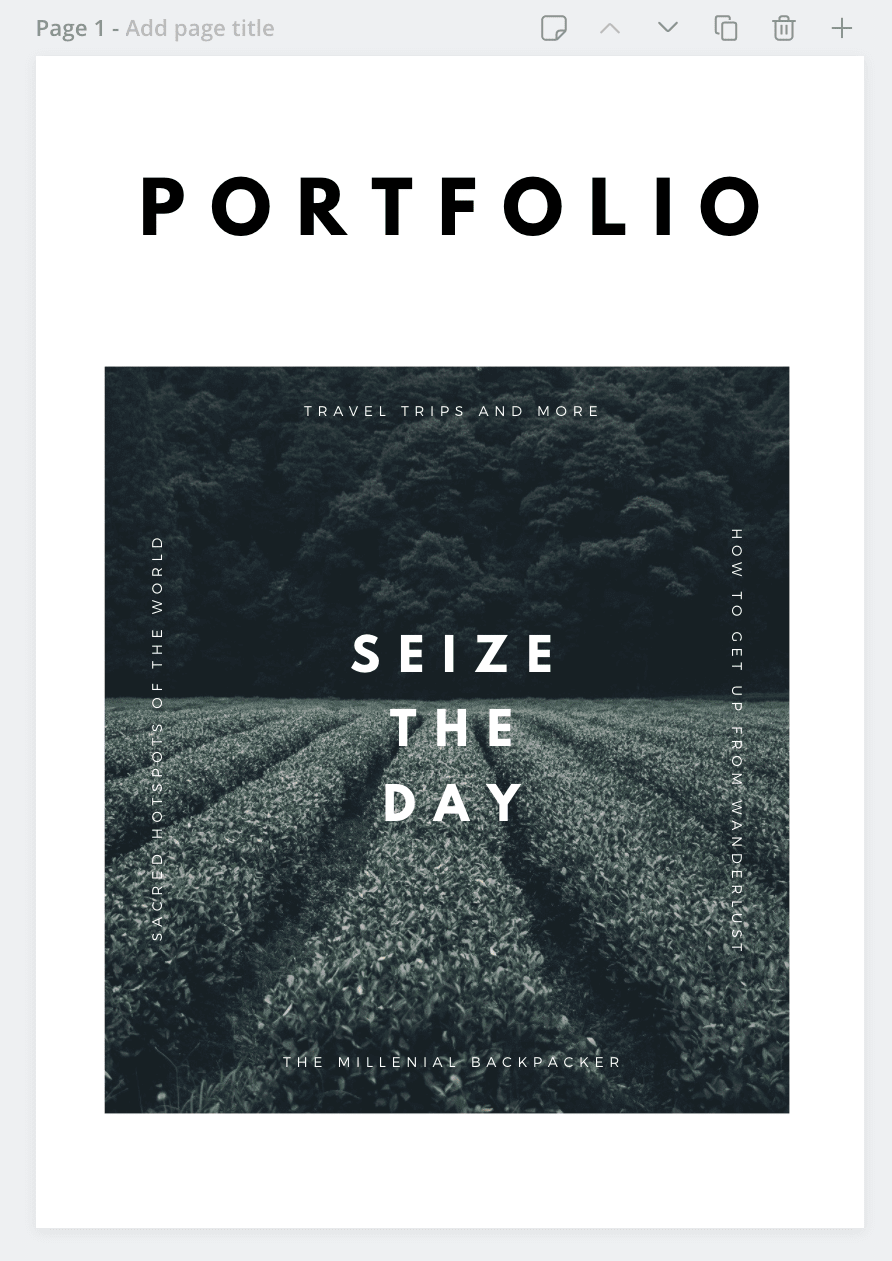 Page 1 - Add page title
PORTFOLIO
TRAVEL TRIPS AND MORE
SACRED HOTSPOTS OF THE WORLD
HOW TO GET UP FROM WANDERLUST
SEIZE
THE
DAY
THE MILLENIAL BACKPACKER